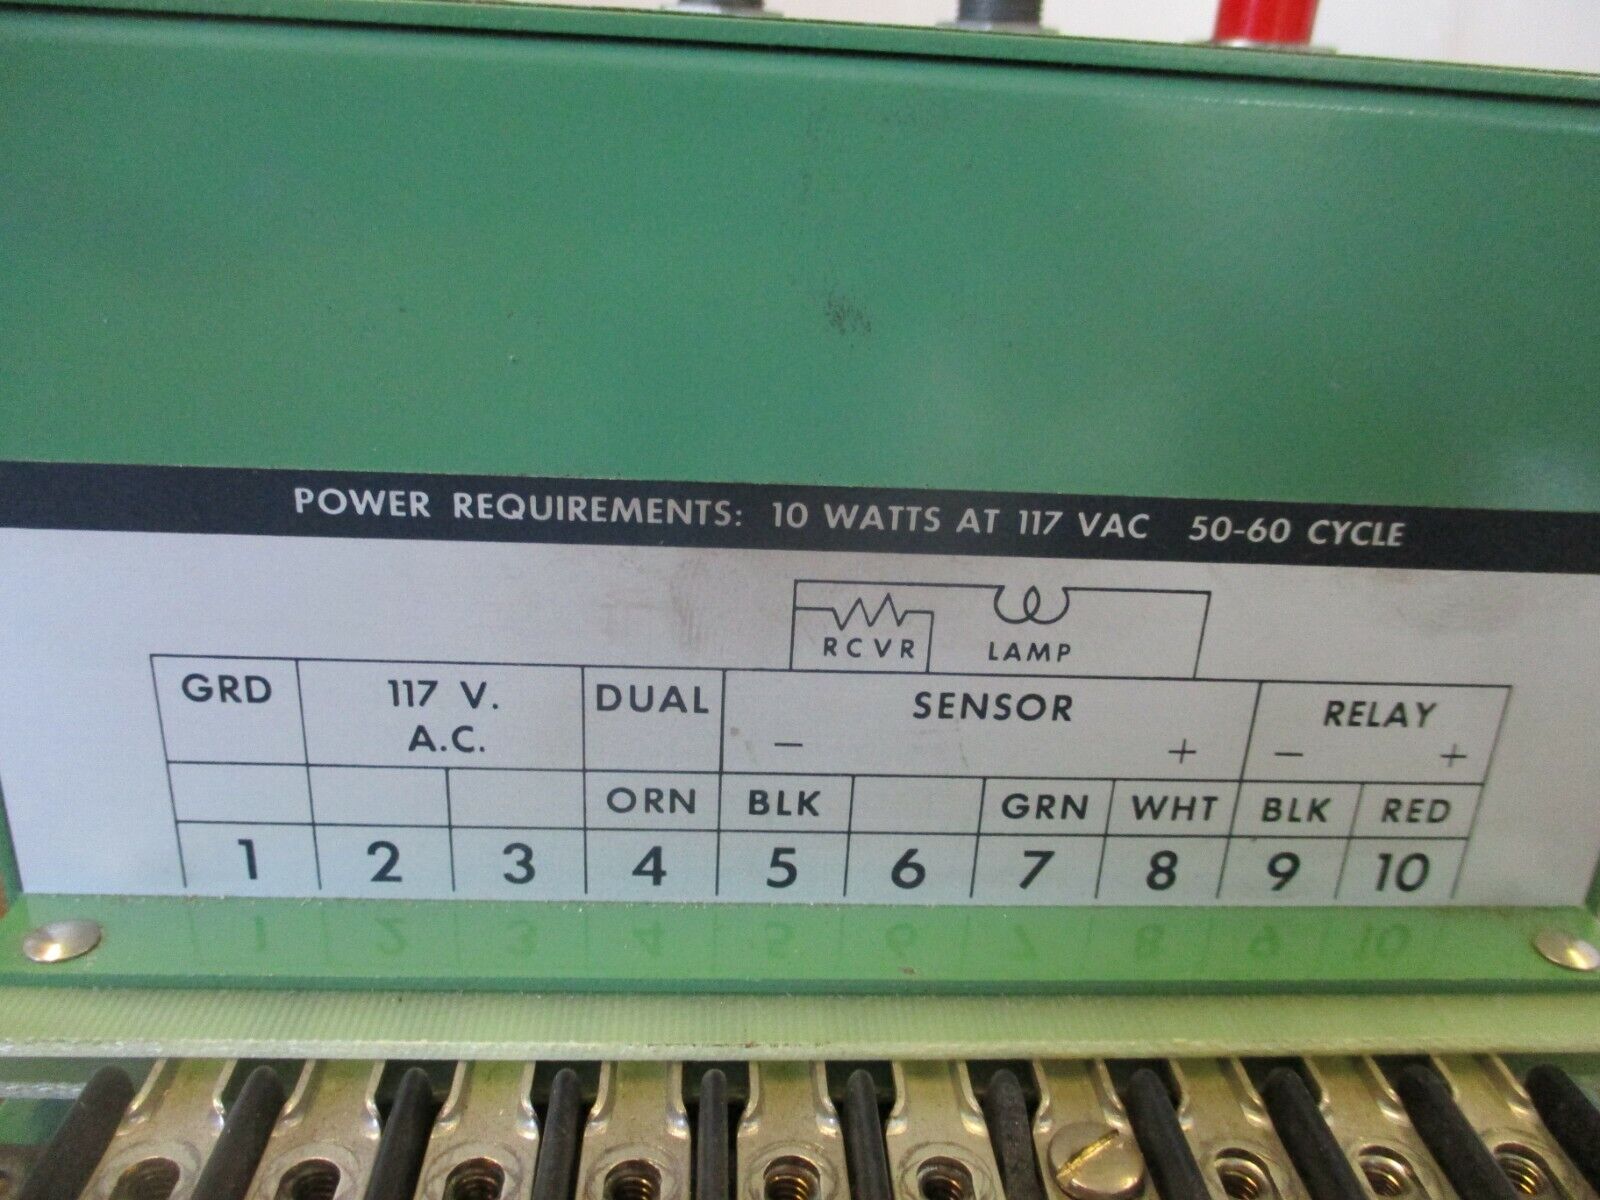 POWER REQUIREMENTS: 10 WATTS AT 117 VAC 50-60 CYCLE
RCVR LAMP
GRD 117 V. DUAL SENSOR RELAY
A.C. - + - +
ORN BLK GRN WHT BLK RED
1 2 3 4 5 6 7 8 9 10